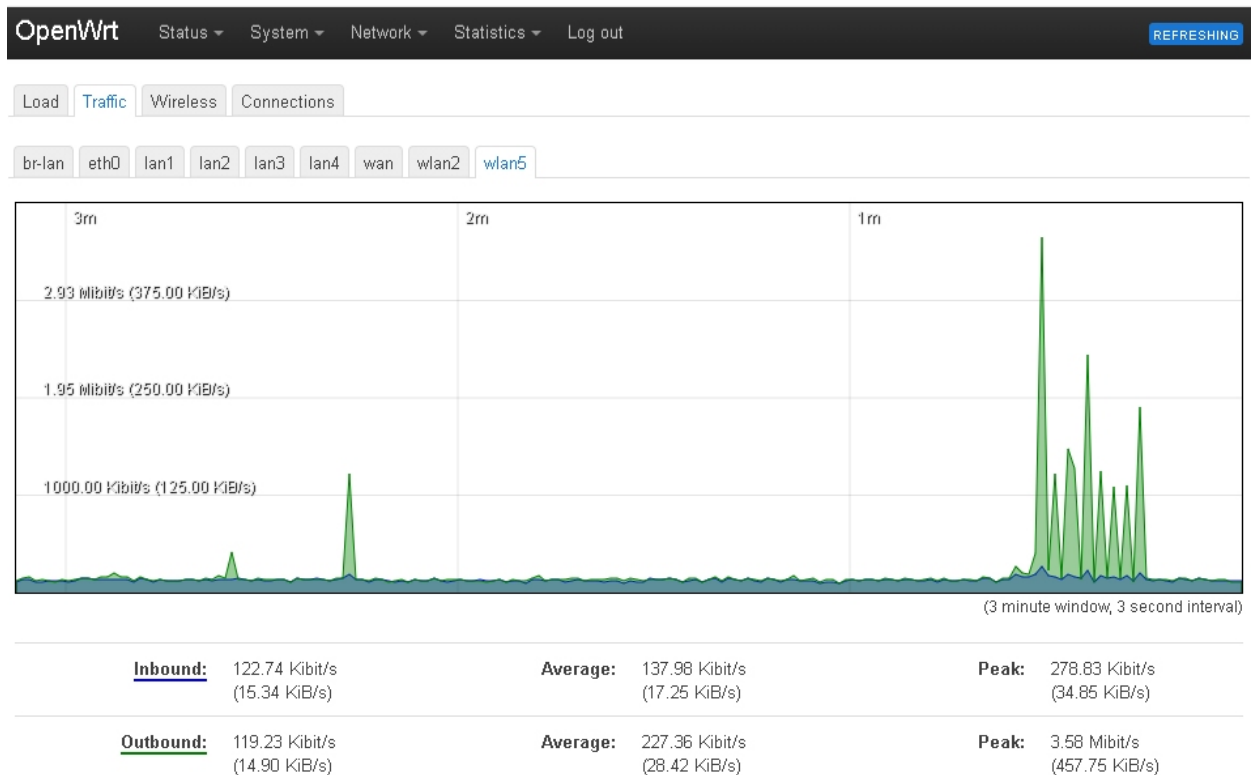 OpenWrt Status System Network Statistics Log out REFRESHING
Load Traffic Wireless Connections
br-lan eth0 lan1 lan2 lan3 lan4 wan wlan2 wlan5
3m 2m 1m
2.93 Mibit/s (375.00 KiB/s)
1.95 Mibit/s (250.00 KiB/s)
1000.00 Kibit/s (125.00 KiB/s)
(3 minute window, 3 second interval)
Inbound: 122.74 Kibit/s Average: 137.98 Kibit/s Peak: 278.83 Kibit/s
(15.34 KiB/s) (17.25 KiB/s) (34.85 KiB/s)
Outbound: 119.23 Kibit/s Average: 227.36 Kibit/s Peak: 3.58 Mibit/s
(14.90 KiB/s) (28.42 KiB/s) (457.75 KiB/s)